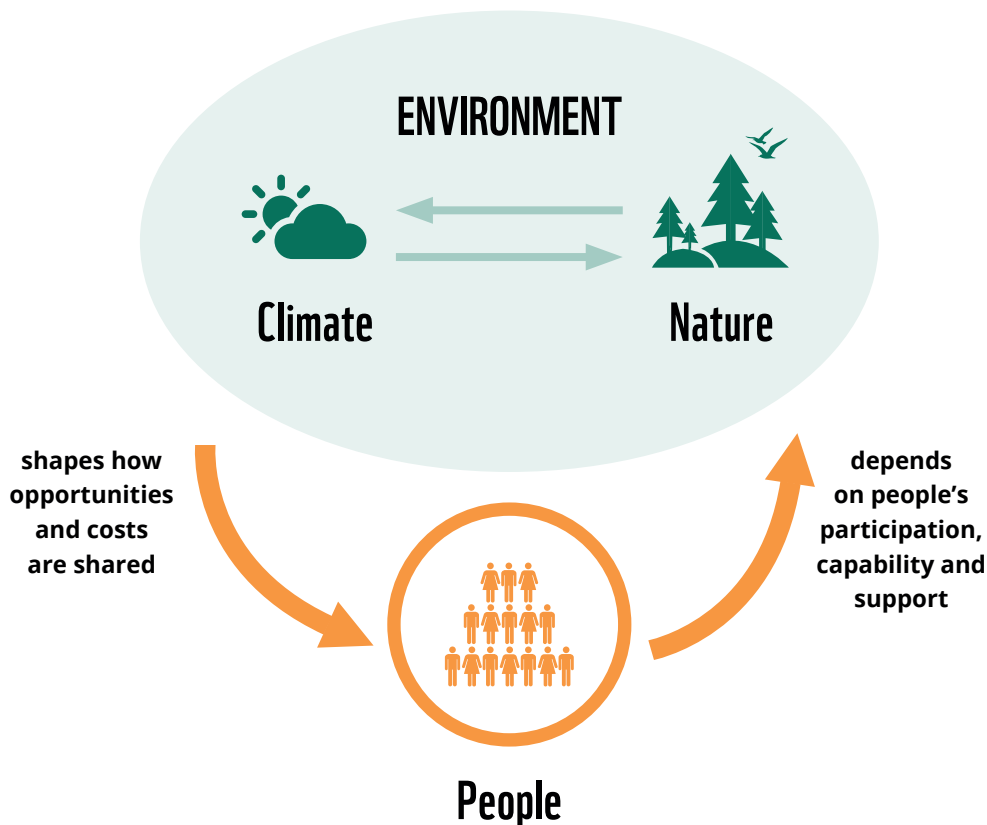 ENVIRONMENT
Climate
Nature
shapes how
opportunities
and costs
are shared
depends
on people’s
participation,
capability and
support
People